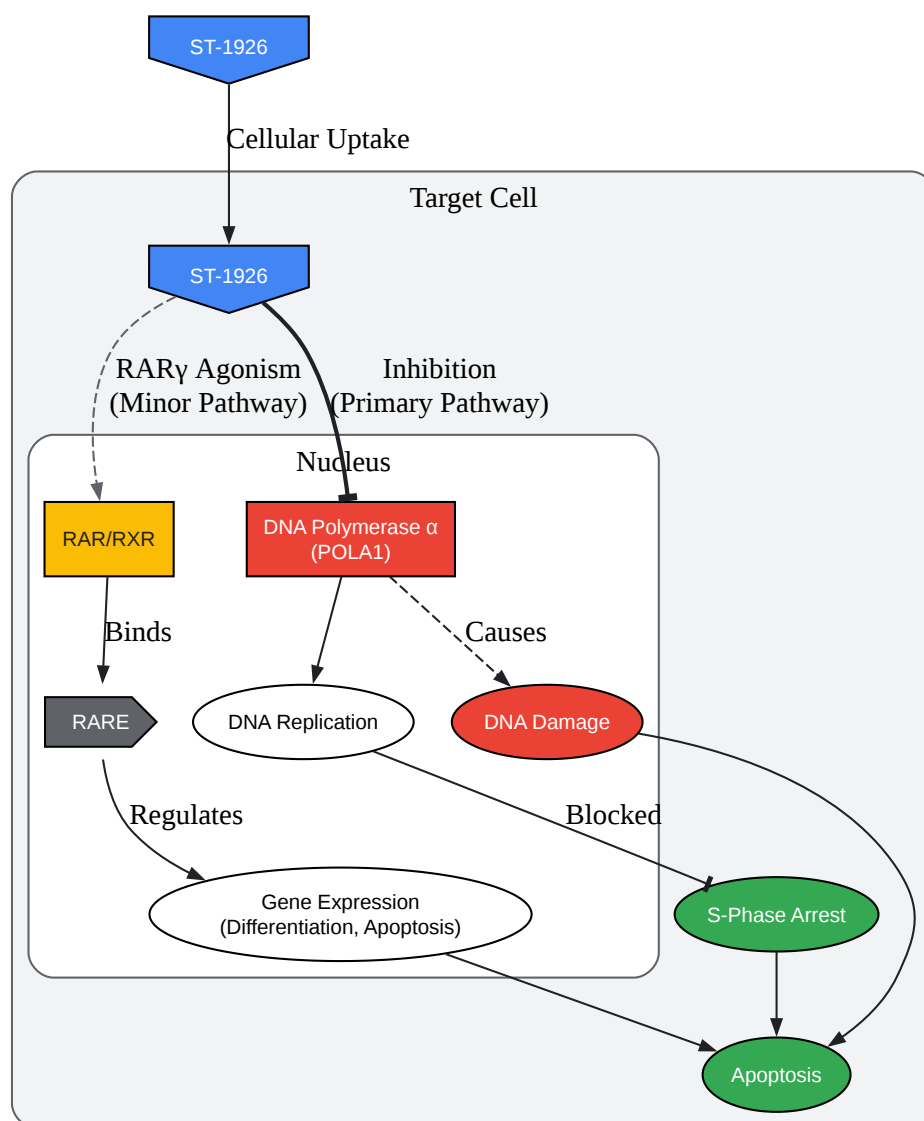 ST-1926
Cellular Uptake
Target Cell
ST-1926
RARγ Agonism
(Minor Pathway)
Inhibition
(Primary Pathway)
Nucleus
RAR/RXR
DNA Polymerase α
(POLA1)
Binds
Causes
RARE
DNA Replication
DNA Damage
Regulates
Blocked
Gene Expression
(Differentiation, Apoptosis)
S-Phase Arrest
Apoptosis